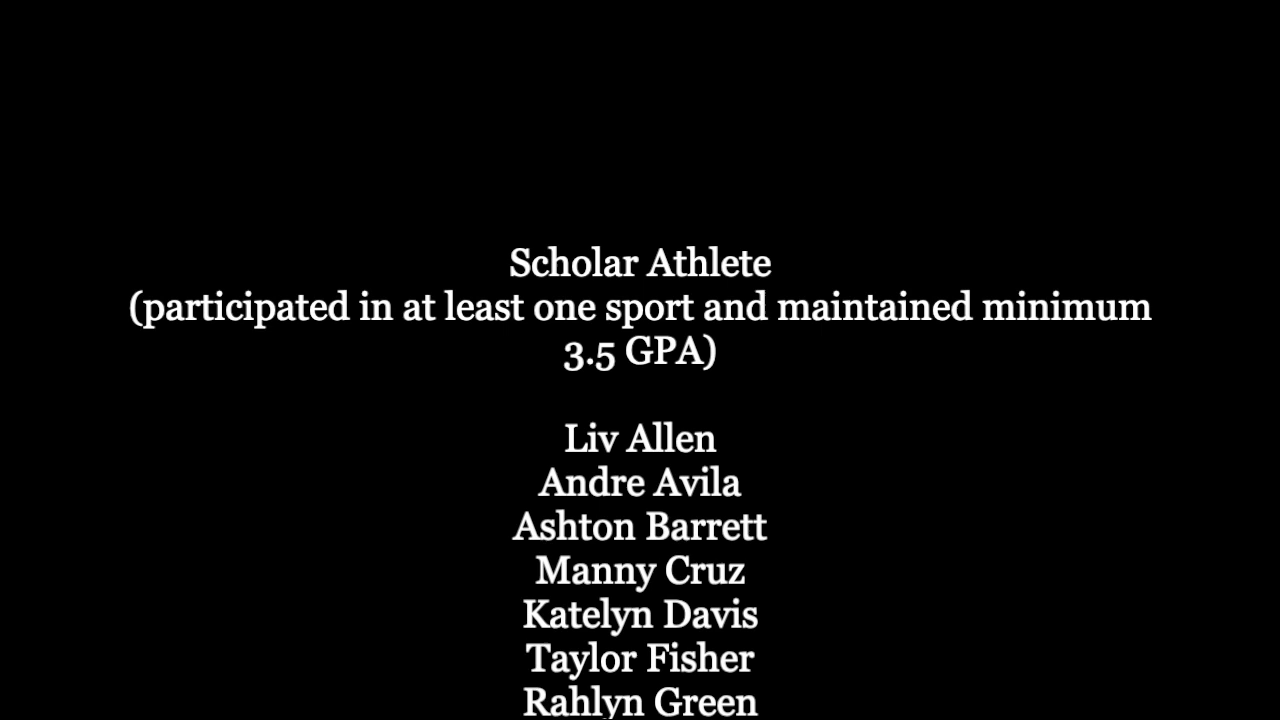 Scholar Athlete
(participated in at least one sport and maintained minimum
3.5 GPA)
Liv Allen
Andre Avila
Ashton Barrett
Manny Cruz
Katelyn Davis
Taylor Fisher
Rahlyn Green